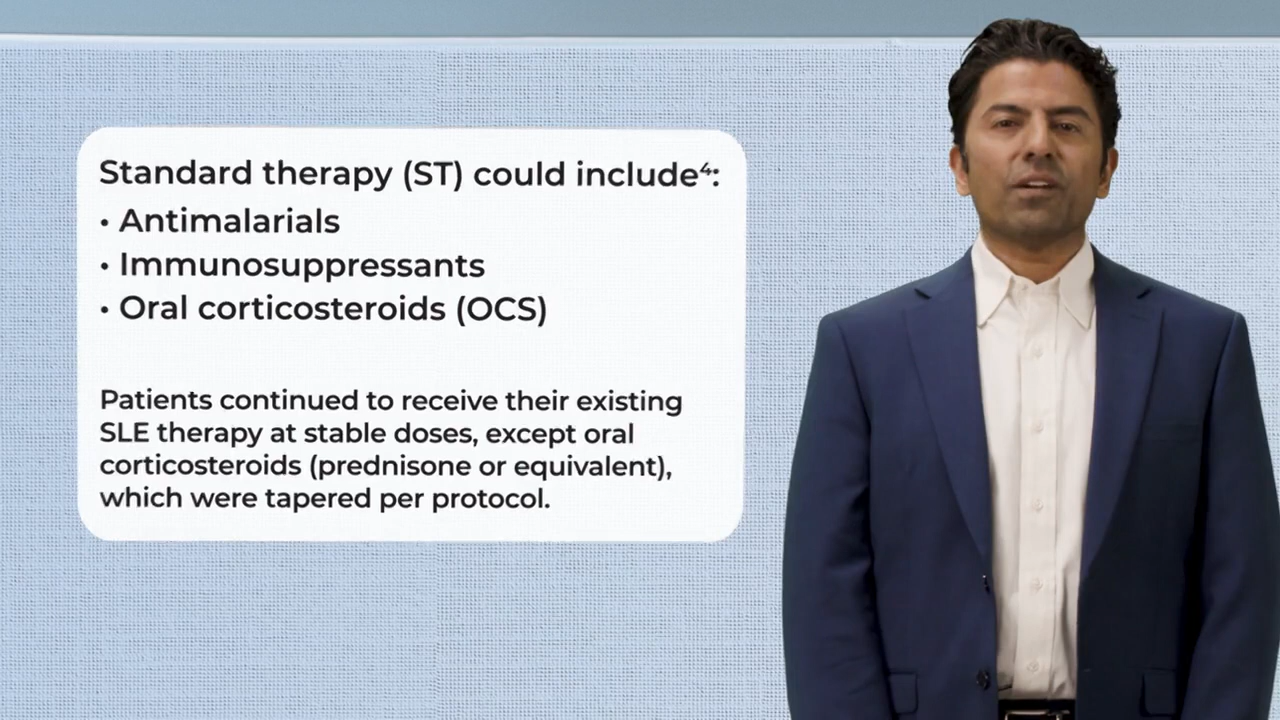 Standard therapy (ST) could include⁴:
• Antimalarials
• Immunosuppressants
• Oral corticosteroids (OCS)
Patients continued to receive their existing
SLE therapy at stable doses, except oral
corticosteroids (prednisone or equivalent),
which were tapered per protocol.